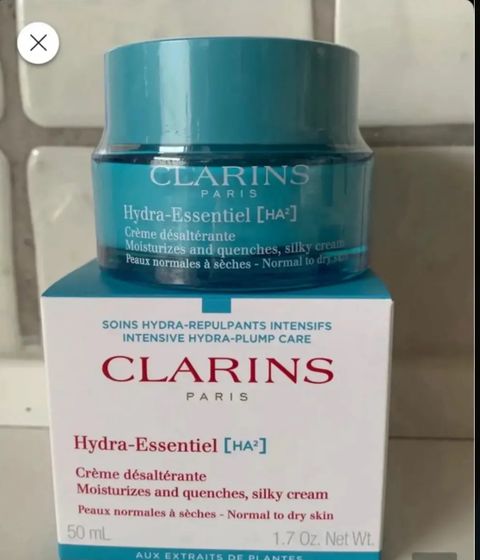 CLARINS
PARIS
Hydra-Essentiel [HA²]
Crème désaltérante
Moisturizes and quenches, silky cream
Peaux normales à sèches - Normal to dry skin
SOINS HYDRA-REPULPANTS INTENSIFS
INTENSIVE HYDRA-PLUMP CARE
CLARINS
PARIS
Hydra-Essentiel [HA²]
Crème désaltérante
Moisturizes and quenches, silky cream
Peaux normales à sèches - Normal to dry skin
50 mL 1.7 Oz. Net Wt.
AUX EXTRAITS DE PLANTES